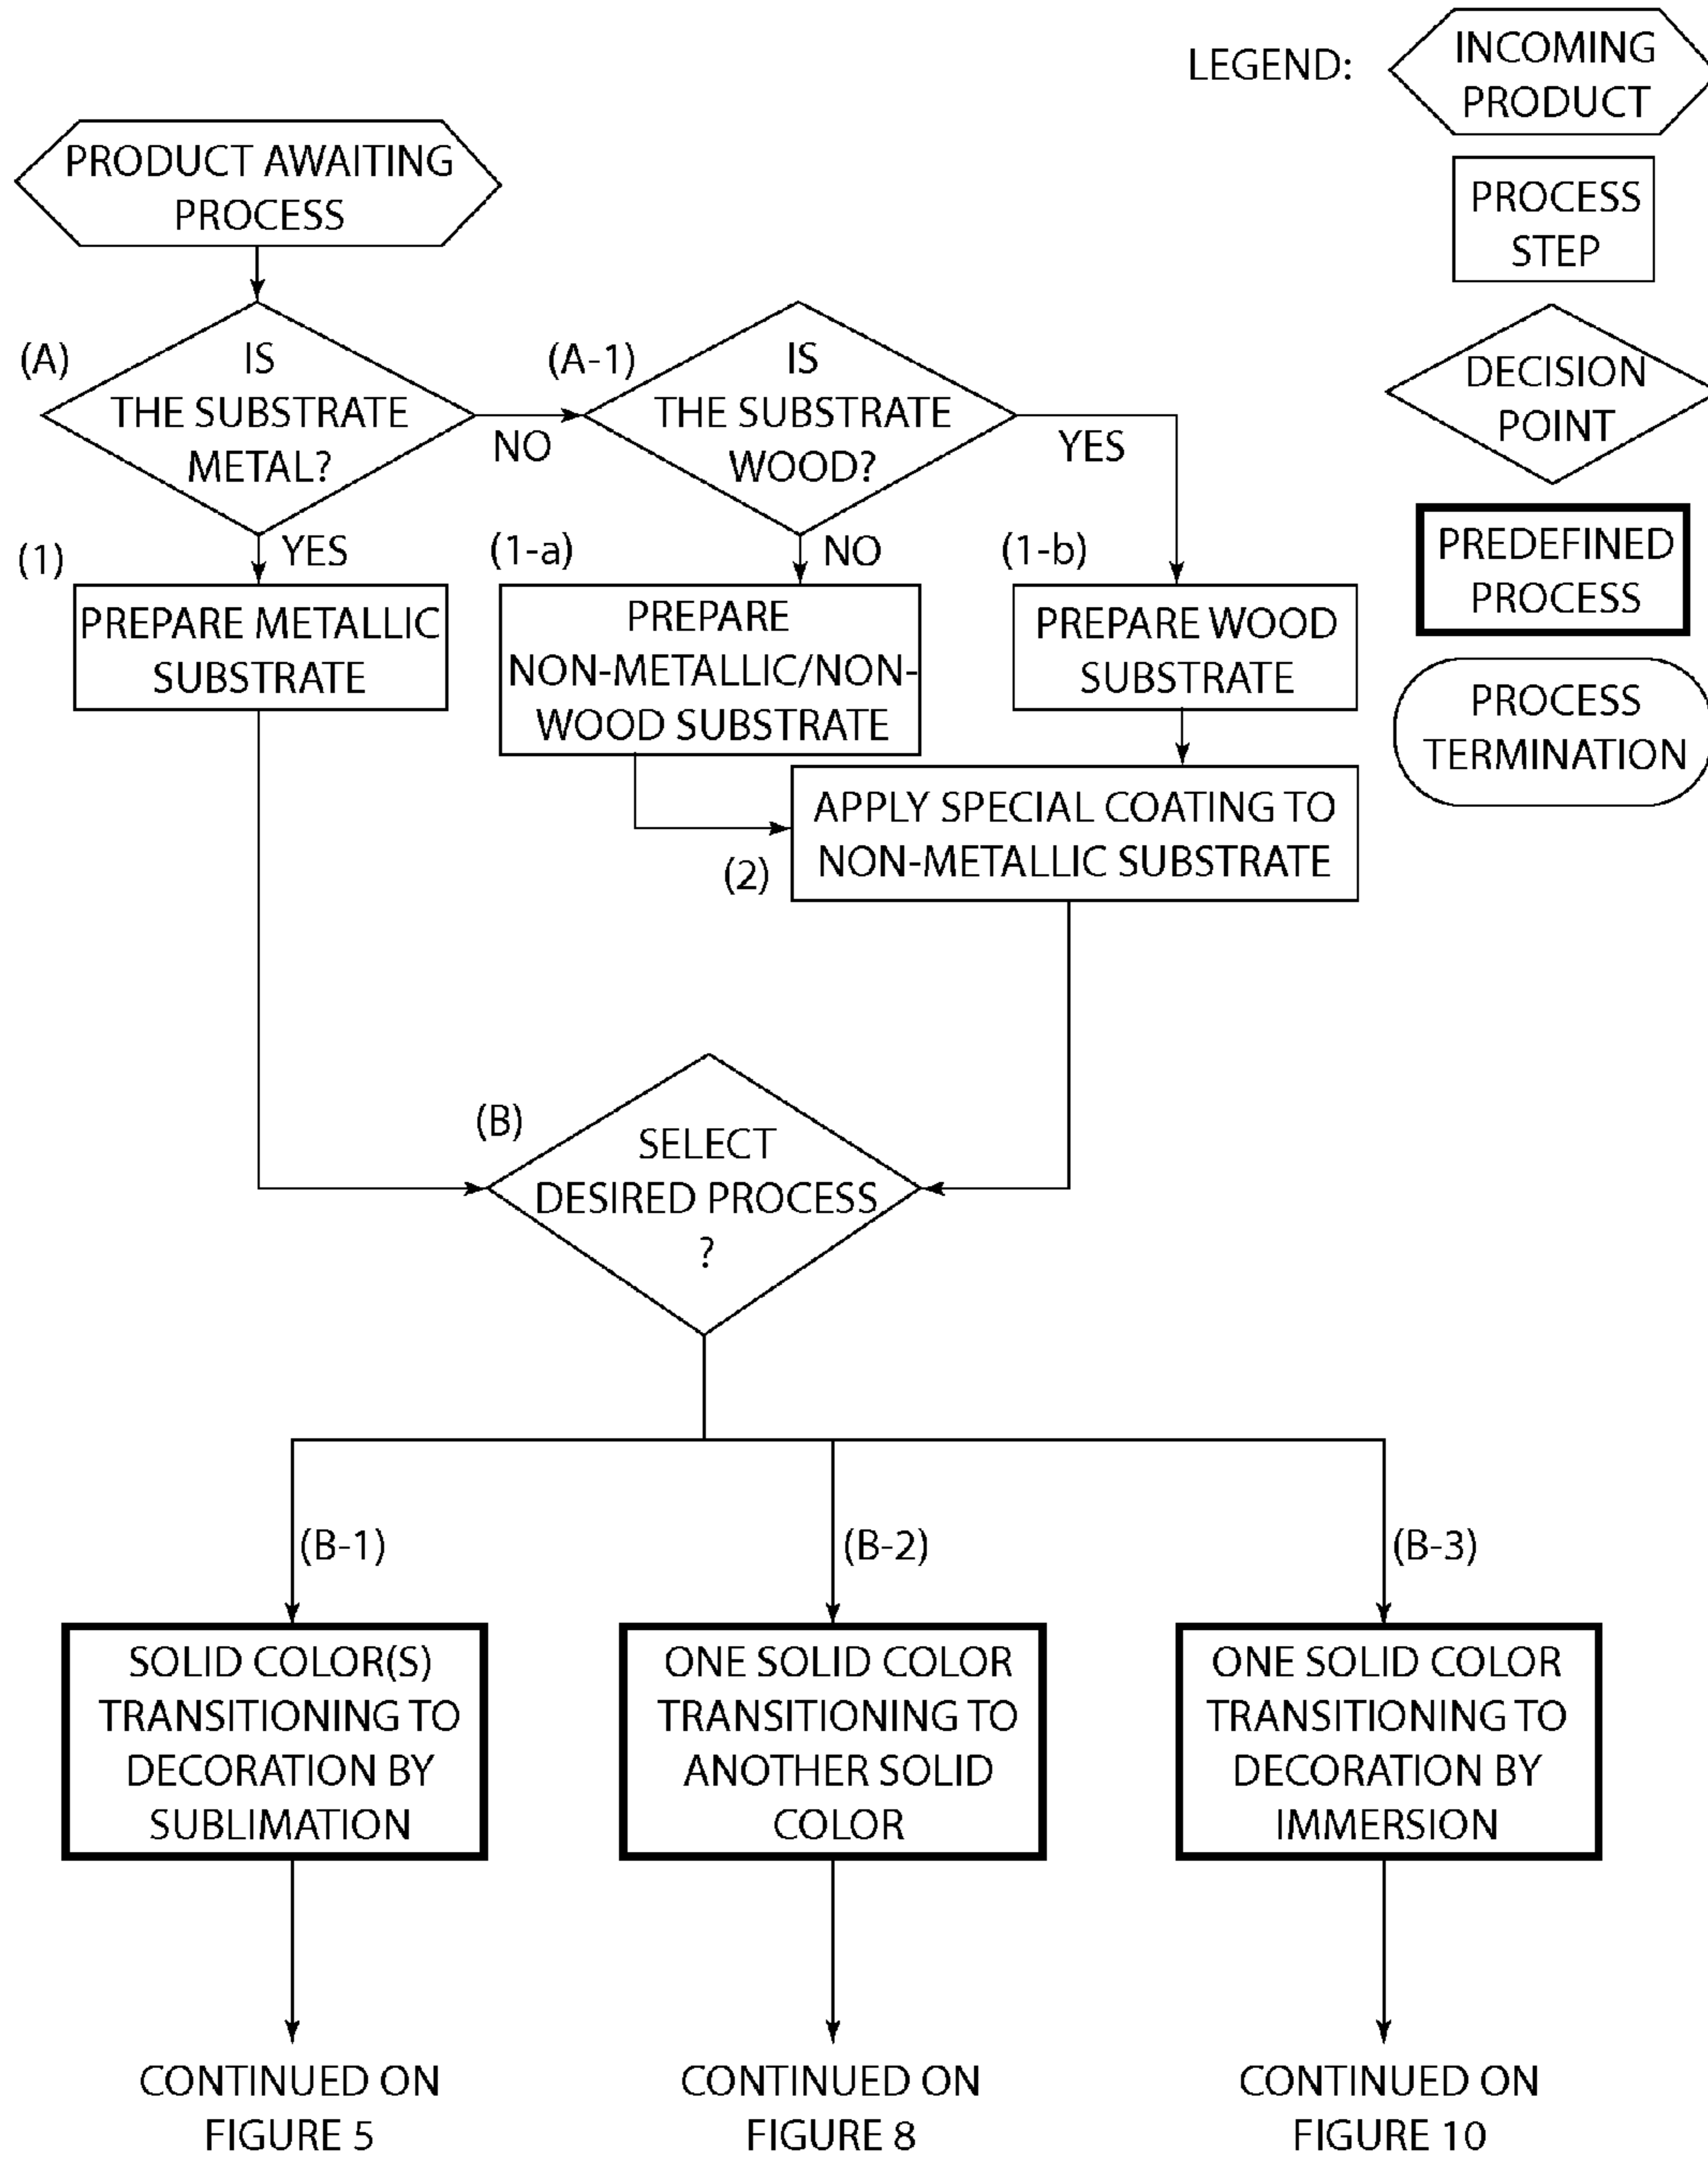 LEGEND:
INCOMING
PRODUCT
PROCESS
STEP
DECISION
POINT
PREDEFINED
PROCESS
PROCESS
TERMINATION
PRODUCT AWAITING
PROCESS
(A)
IS
THE SUBSTRATE
METAL?
NO
YES
(A-1)
IS
THE SUBSTRATE
WOOD?
YES
NO
(1)
PREPARE METALLIC
SUBSTRATE
(1-a)
PREPARE
NON-METALLIC/NON-
WOOD SUBSTRATE
(1-b)
PREPARE WOOD
SUBSTRATE
(2)
APPLY SPECIAL COATING TO
NON-METALLIC SUBSTRATE
(B)
SELECT
DESIRED PROCESS
?
(B-1)
SOLID COLOR(S)
TRANSITIONING TO
DECORATION BY
SUBLIMATION
CONTINUED ON
FIGURE 5
(B-2)
ONE SOLID COLOR
TRANSITIONING TO
ANOTHER SOLID
COLOR
CONTINUED ON
FIGURE 8
(B-3)
ONE SOLID COLOR
TRANSITIONING TO
DECORATION BY
IMMERSION
CONTINUED ON
FIGURE 10